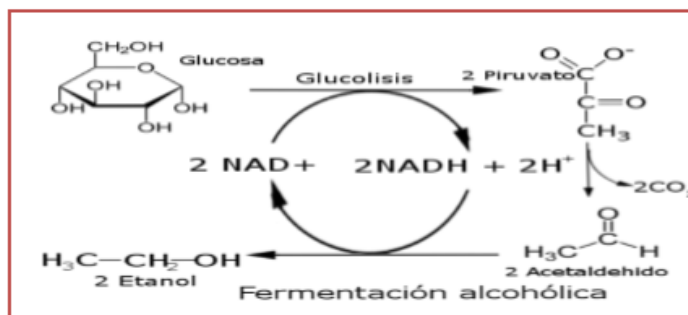 CH₂OH
Glucosa
O
OH
OH
OH
OH
Glucolisis
2 Piruvato
O
O⁻
C
C=O
CH₃
2 NAD+
2NADH + 2H⁺
2CO₂
H₃C—CH₂—OH
2 Etanol
O
H₃C
C
H
2 Acetaldehido
Fermentación alcohólica